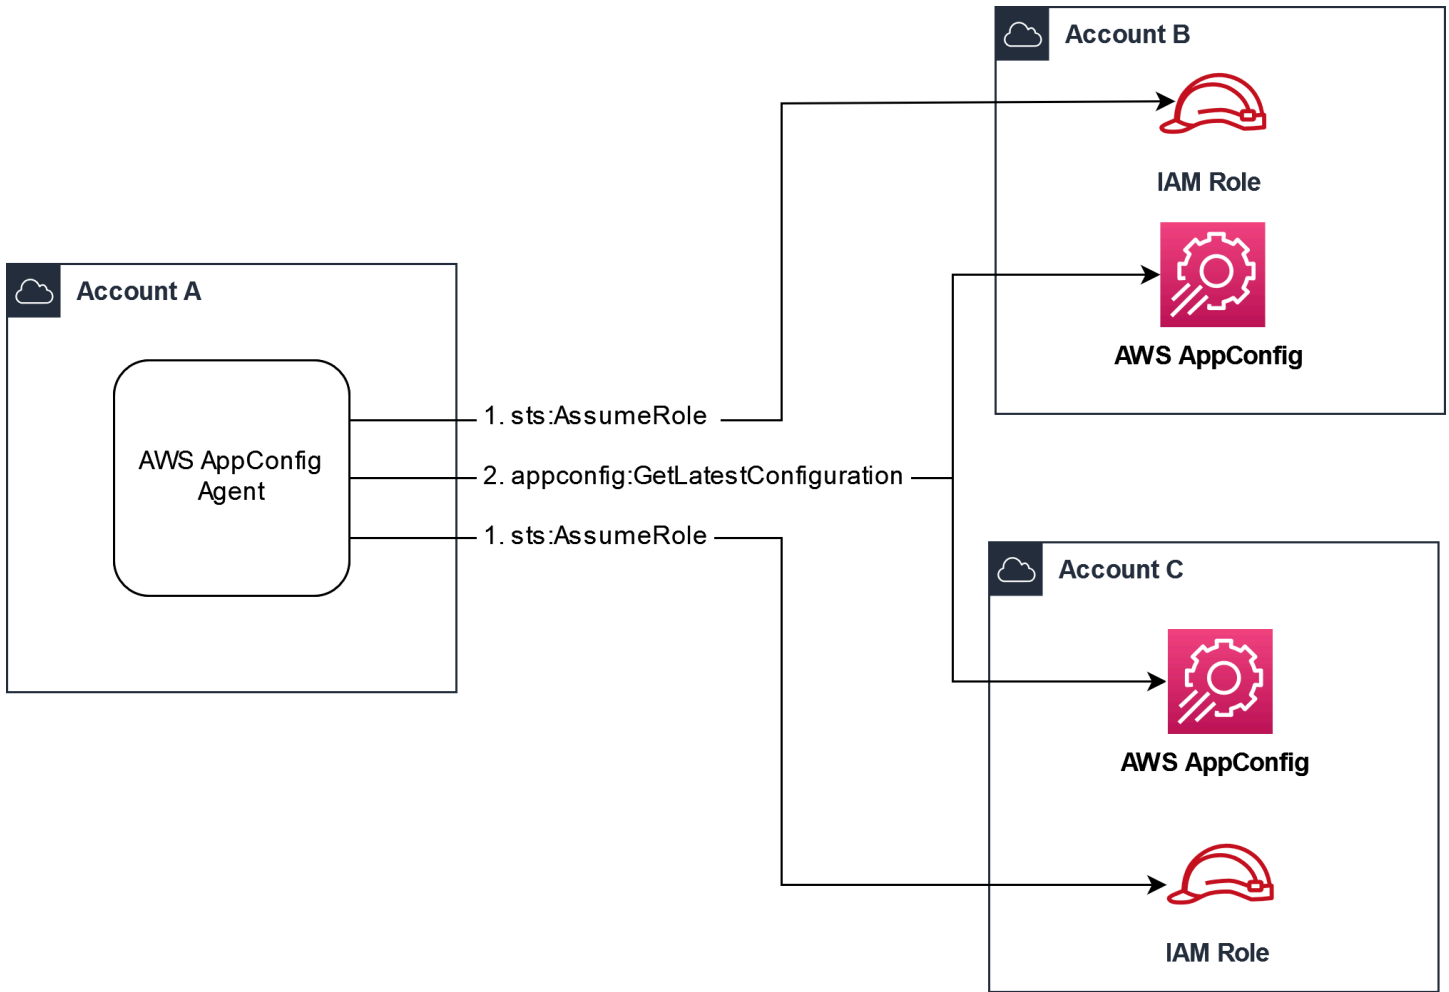 Account A
AWS AppConfig
Agent
1. sts:AssumeRole
2. appconfig:GetLatestConfiguration
1. sts:AssumeRole
Account B
IAM Role
AWS AppConfig
Account C
AWS AppConfig
IAM Role